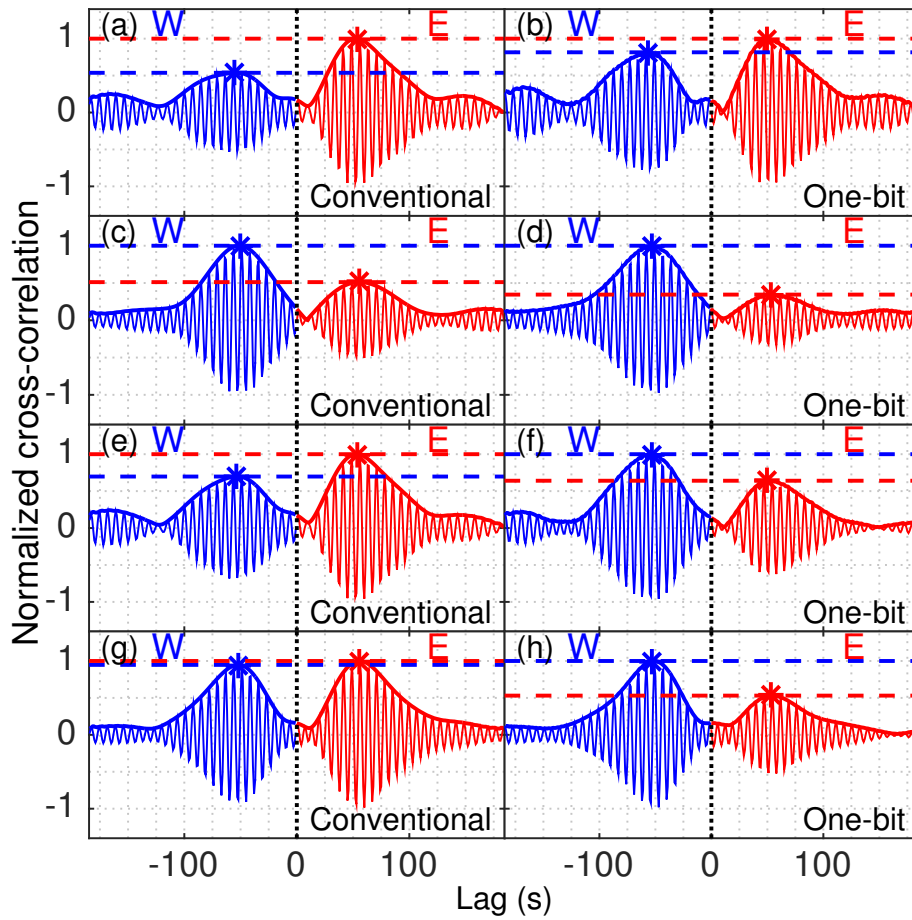 (a) W E
1
0
-1
Conventional
(b) W E
One-bit
(c) W E
1
0
-1
Conventional
(d) W E
One-bit
(e) W E
1
0
-1
Conventional
(f) W E
One-bit
(g) W E
1
0
-1
Conventional
(h) W E
One-bit
-100 0 100
-100 0 100
Lag (s)
Normalized cross-correlation